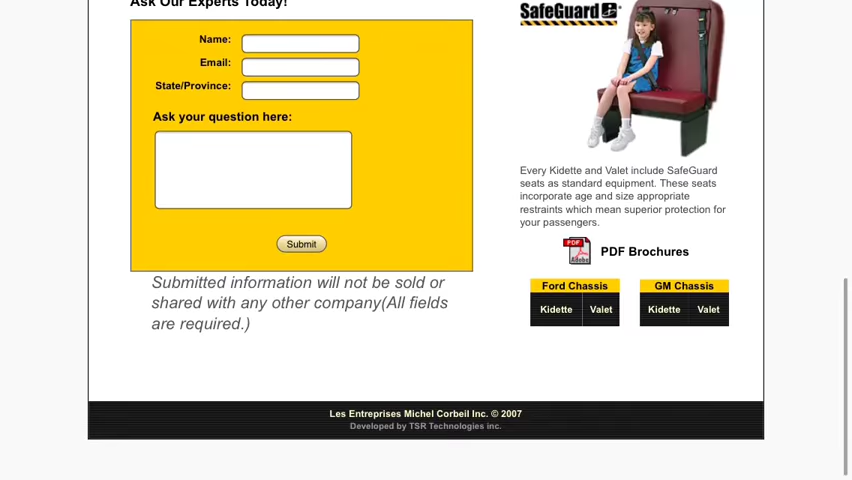 Ask Our Experts Today!
Name:
Email:
State/Province:
Ask your question here:
Submit
Submitted information will not be sold or
shared with any other company(All fields
are required.)
SafeGuard
Every Kidette and Valet include SafeGuard
seats as standard equipment. These seats
incorporate age and size appropriate
restraints which mean superior protection for
your passengers.
PDF
Adobe
PDF Brochures
Ford Chassis
Kidette Valet
GM Chassis
Kidette Valet
Les Entreprises Michel Corbeil Inc. © 2007
Developed by TSR Technologies inc.